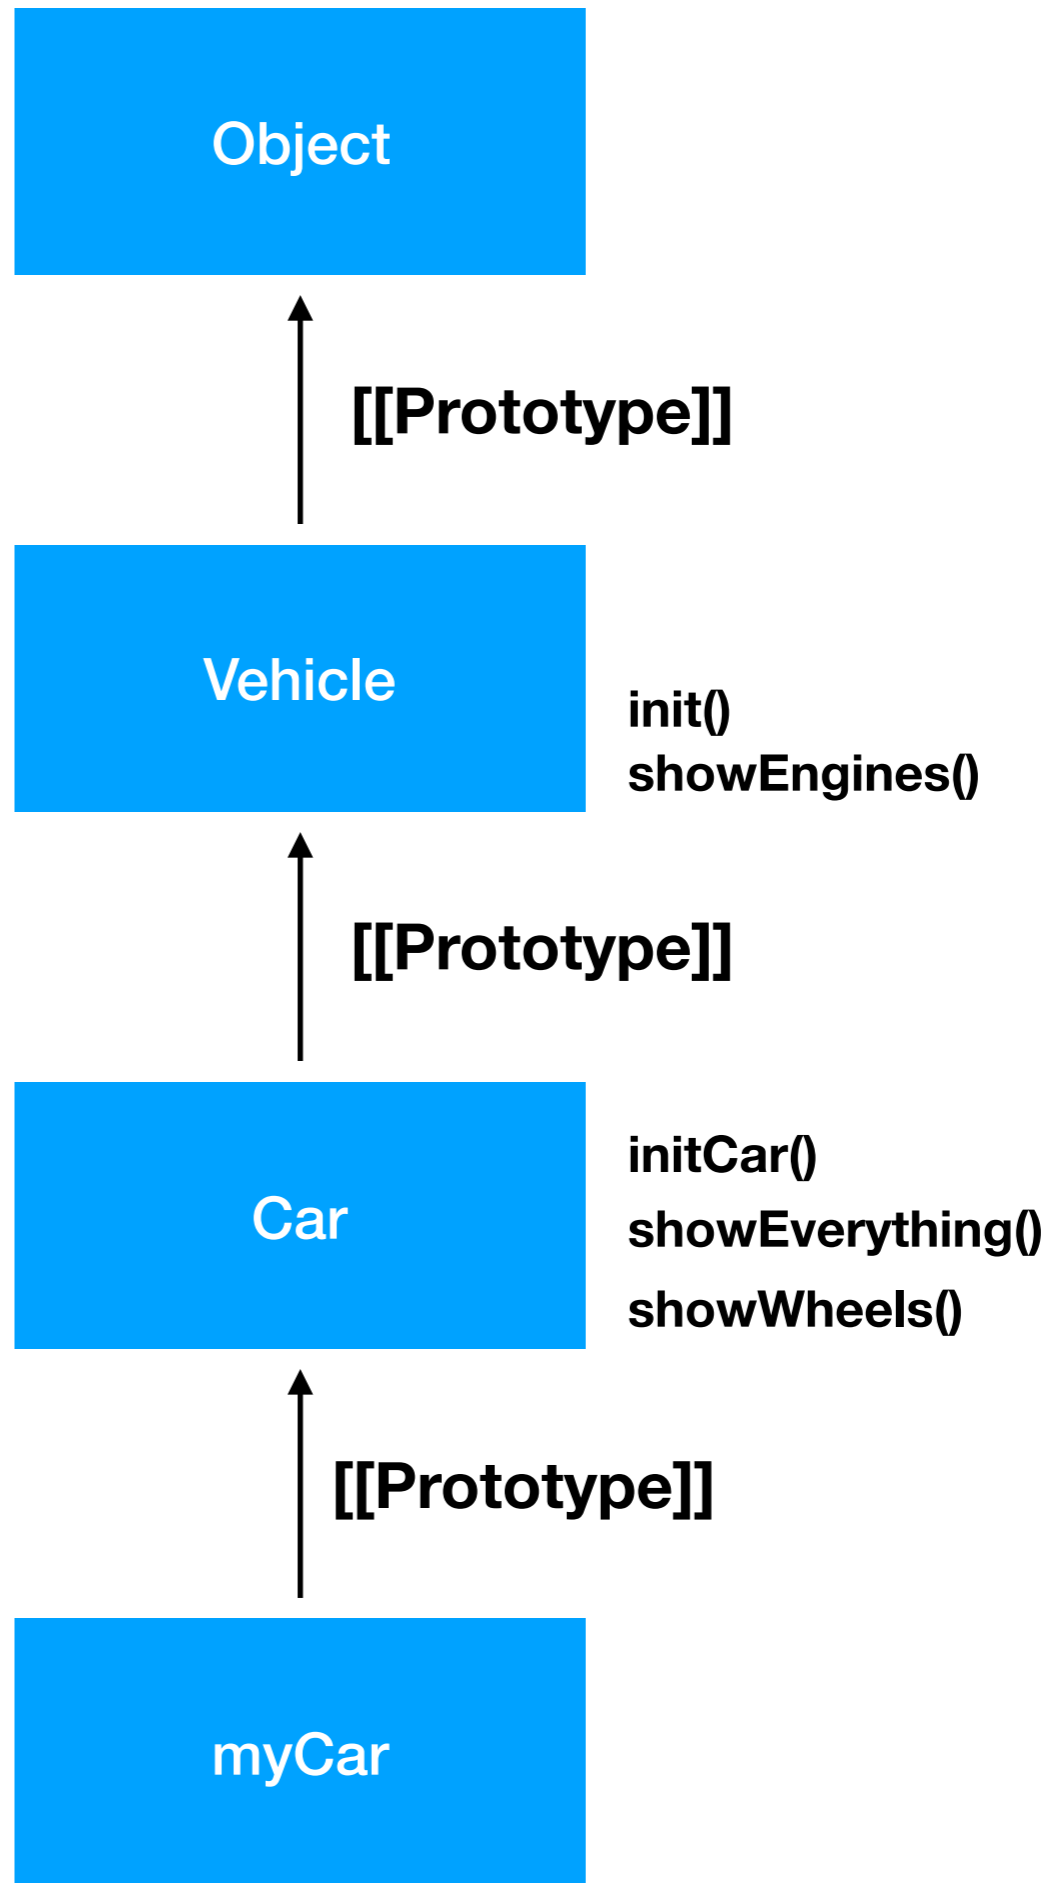 Object
[[Prototype]]
Vehicle
init()
showEngines()
[[Prototype]]
Car
initCar()
showEverything()
showWheels()
[[Prototype]]
myCar